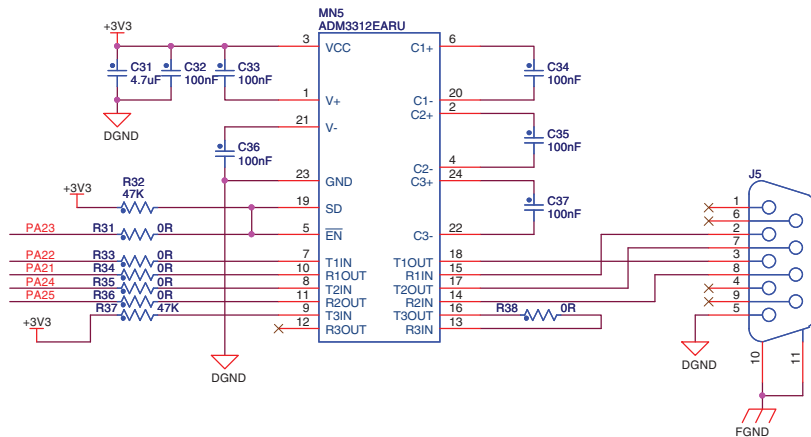 MN5
ADM3312EARU
+3V3
3
VCC
C1+
6
C31
4.7uF
C32
100nF
C33
100nF
C34
100nF
1
V+
C1-
20
C2+
2
DGND
21
V-
C36
100nF
C35
100nF
C2-
4
23
GND
C3+
24
R32
47K
+3V3
19
SD
C37
100nF
PA23
R31
0R
5
EN
C3-
22
PA22
R33
0R
7
T1IN
T1OUT
18
PA21
R34
0R
10
R1OUT
R1IN
15
PA24
R35
0R
8
T2IN
T2OUT
17
PA25
R36
0R
11
R2OUT
R2IN
14
R37
47K
9
T3IN
T3OUT
16
R38
0R
+3V3
12
R3OUT
R3IN
13
DGND
J5
1
6
2
7
3
8
4
9
5
DGND
10
11
FGND